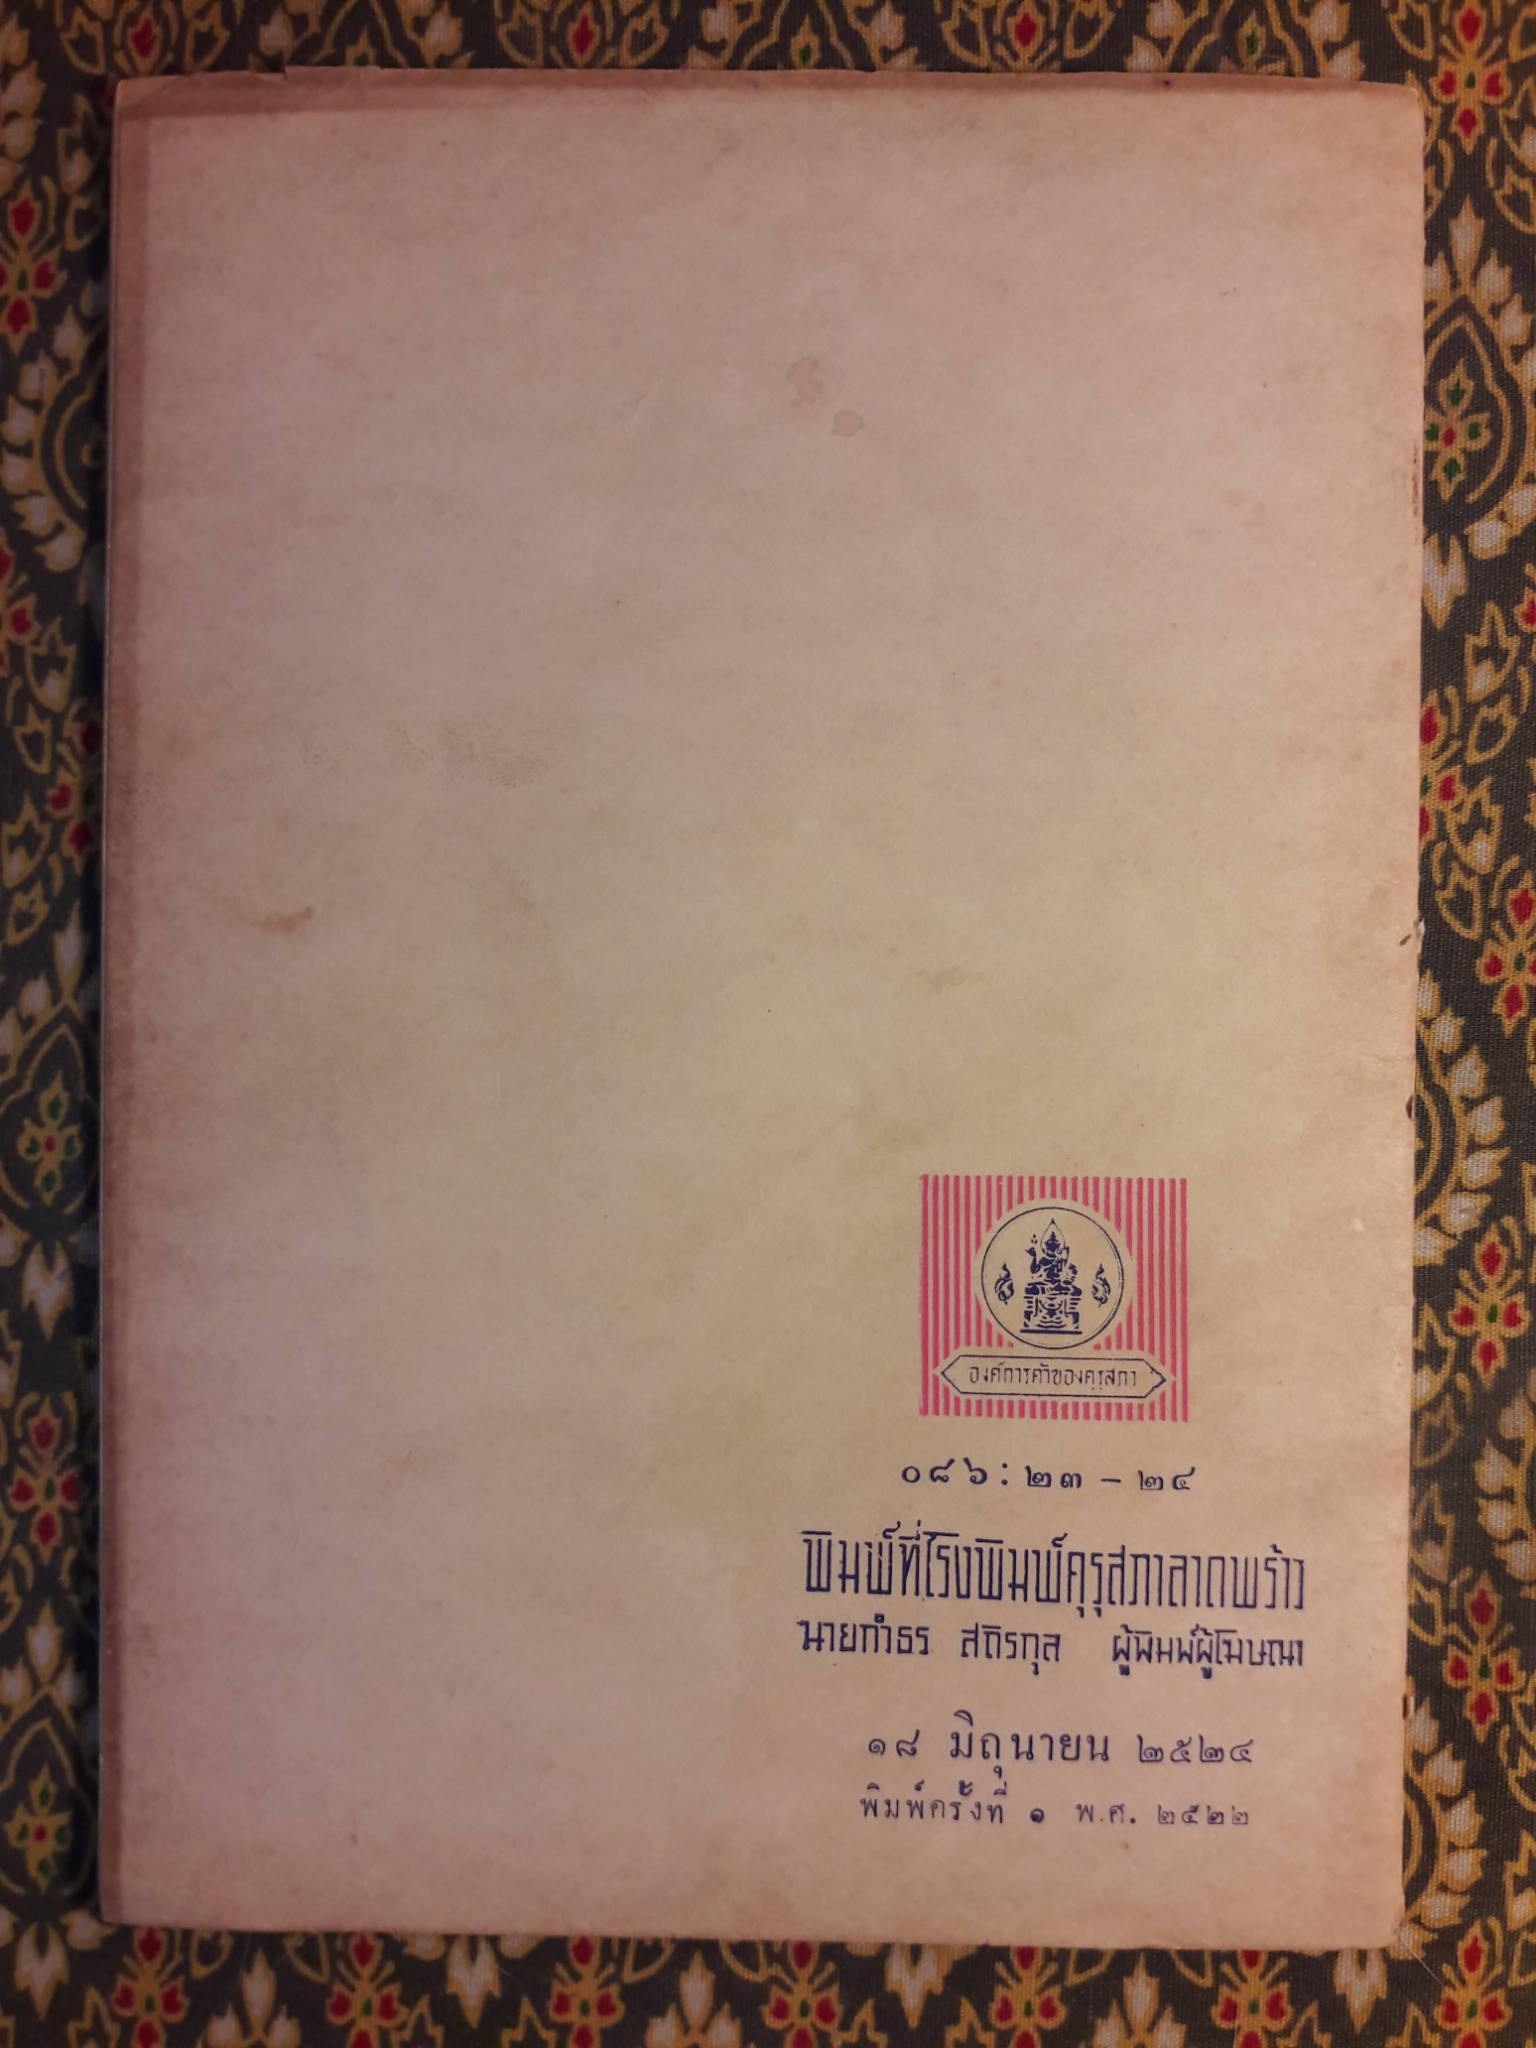 องค์การค้าของคุรุสภา
๐๘๖ : ๒๓ – ๒๔
พิมพ์ที่โรงพิมพ์คุรุสภาลาดพร้าว
นายกำธร สถิรกุล ผู้พิมพ์ผู้โฆษณา
๑๘ มิถุนายน ๒๕๒๔
พิมพ์ครั้งที่ ๑ พ.ศ. ๒๕๒๒